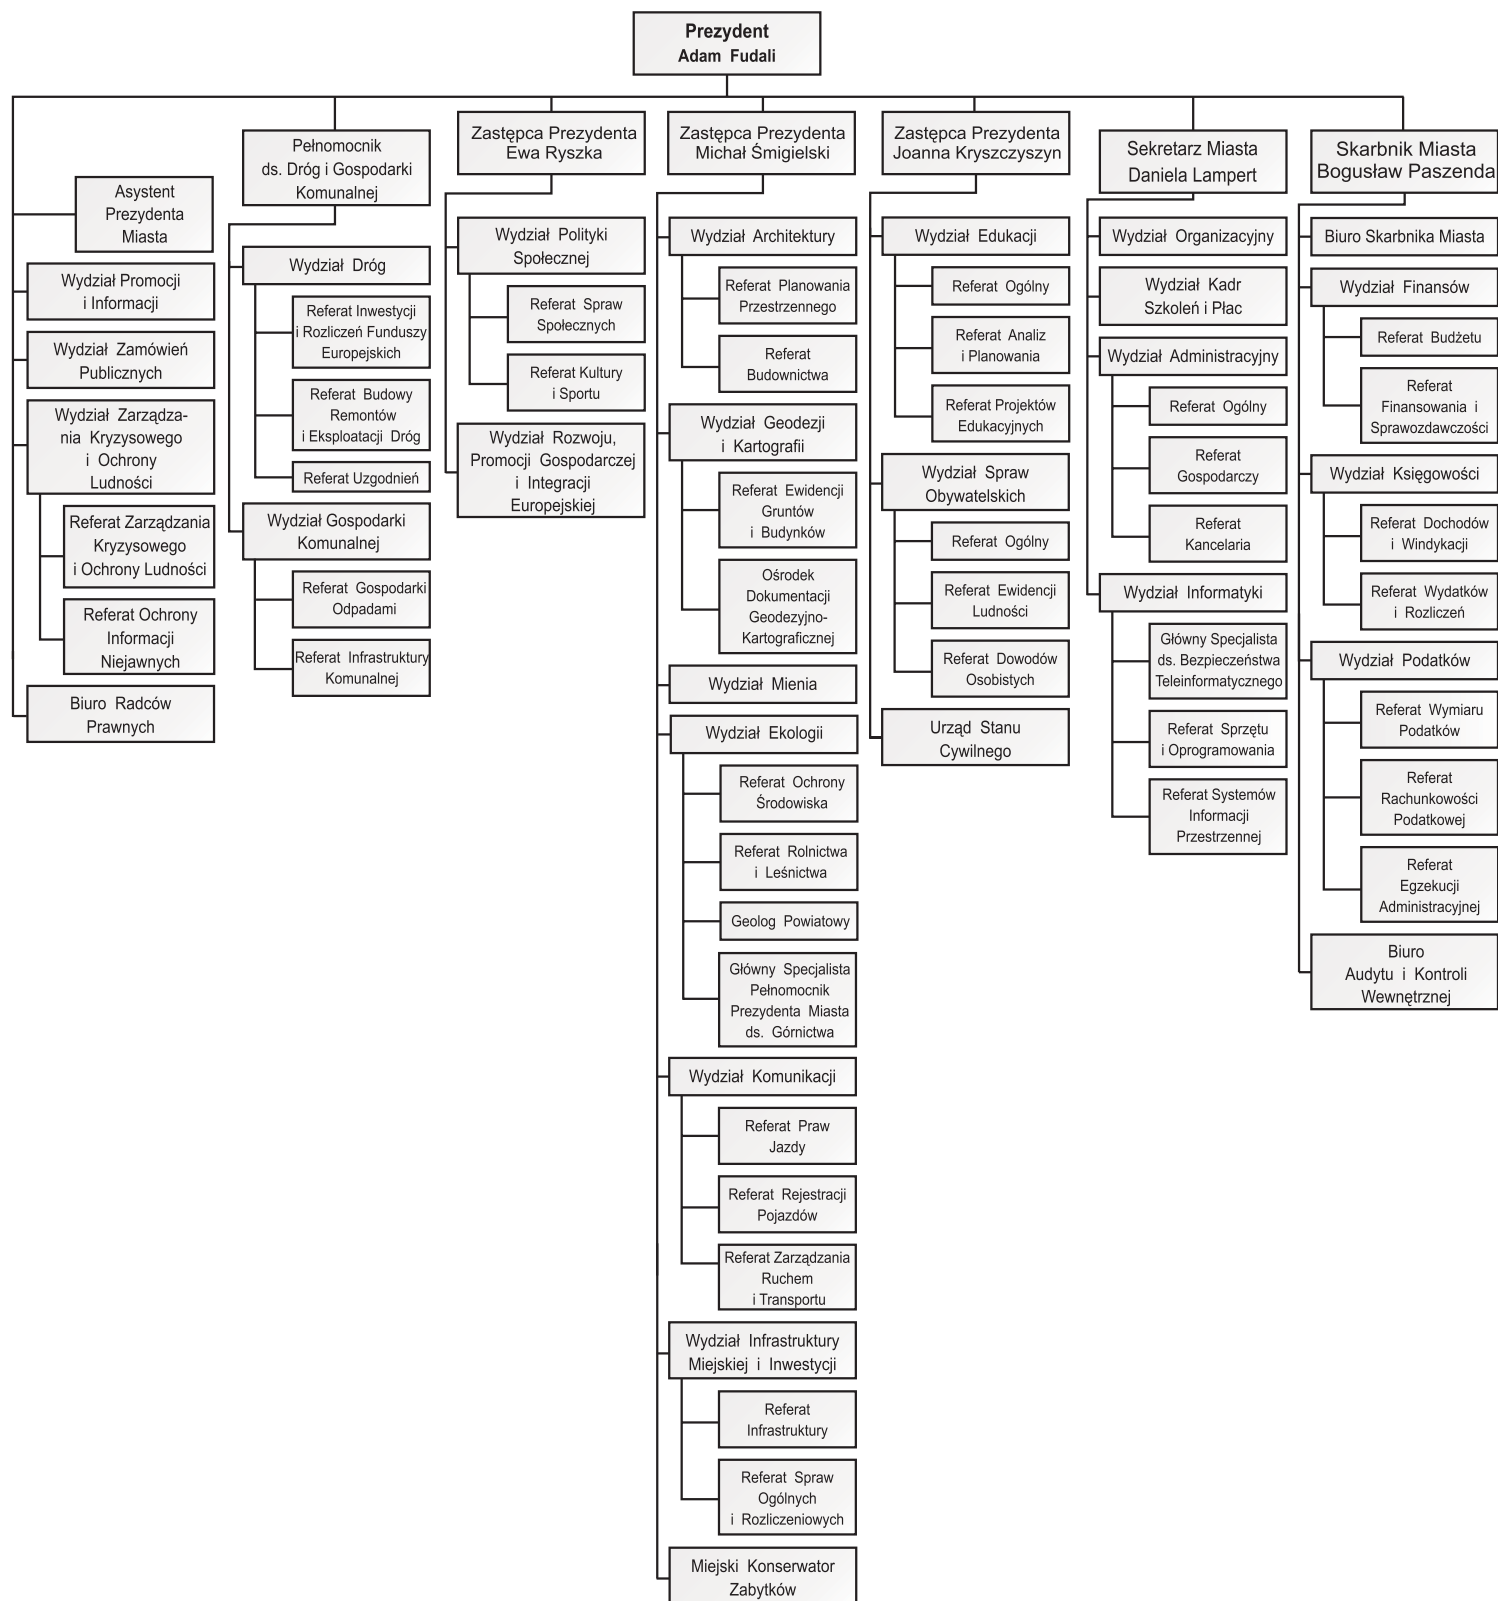 Prezydent
Adam Fudali
Asystent
Prezydenta
Miasta
Wydział Promocji
i Informacji
Wydział Zamówień
Publicznych
Wydział Zarządza-
nia Kryzysowego
i Ochrony
Ludności
Referat Zarządzania
Kryzysowego
i Ochrony Ludności
Referat Ochrony
Informacji
Niejawnych
Biuro Radców
Prawnych
Pełnomocnik
ds. Dróg i Gospodarki
Komunalnej
Wydział Dróg
Referat Inwestycji
i Rozliczeń Funduszy
Europejskich
Referat Budowy
Remontów
i Eksploatacji Dróg
Referat Uzgodnień
Wydział Gospodarki
Komunalnej
Referat Gospodarki
Odpadami
Referat Infrastruktury
Komunalnej
Zastępca Prezydenta
Ewa Ryszka
Wydział Polityki
Społecznej
Referat Spraw
Społecznych
Referat Kultury
i Sportu
Wydział Rozwoju,
Promocji Gospodarczej
i Integracji
Europejskiej
Zastępca Prezydenta
Michał Śmigielski
Wydział Architektury
Referat Planowania
Przestrzennego
Referat
Budownictwa
Wydział Geodezji
i Kartografii
Referat Ewidencji
Gruntów
i Budynków
Ośrodek
Dokumentacji
Geodezyjno-
Kartograficznej
Wydział Mienia
Wydział Ekologii
Referat Ochrony
Środowiska
Referat Rolnictwa
i Leśnictwa
Geolog Powiatowy
Główny Specjalista
Pełnomocnik
Prezydenta Miasta
ds. Górnictwa
Wydział Komunikacji
Referat Praw
Jazdy
Referat Rejestracji
Pojazdów
Referat Zarządzania
Ruchem
i Transportu
Wydział Infrastruktury
Miejskiej i Inwestycji
Referat
Infrastruktury
Referat Spraw
Ogólnych
i Rozliczeniowych
Miejski Konserwator
Zabytków
Zastępca Prezydenta
Joanna Kryszczyszyn
Wydział Edukacji
Referat Ogólny
Referat Analiz
i Planowania
Referat Projektów
Edukacyjnych
Wydział Spraw
Obywatelskich
Referat Ogólny
Referat Ewidencji
Ludności
Referat Dowodów
Osobistych
Urząd Stanu
Cywilnego
Sekretarz Miasta
Daniela Lampert
Wydział Organizacyjny
Wydział Kadr
Szkoleń i Płac
Wydział Administracyjny
Referat Ogólny
Referat
Gospodarczy
Referat
Kancelaria
Wydział Informatyki
Główny Specjalista
ds. Bezpieczeństwa
Teleinformatycznego
Referat Sprzętu
i Oprogramowania
Referat Systemów
Informacji
Przestrzennej
Skarbnik Miasta
Bogusław Paszenda
Biuro Skarbnika Miasta
Wydział Finansów
Referat Budżetu
Referat
Finansowania i
Sprawozdawczości
Wydział Księgowości
Referat Dochodów
i Windykacji
Referat Wydatków
i Rozliczeń
Wydział Podatków
Referat Wymiaru
Podatków
Referat
Rachunkowości
Podatkowej
Referat
Egzekucji
Administracyjnej
Biuro
Audytu i Kontroli
Wewnętrznej